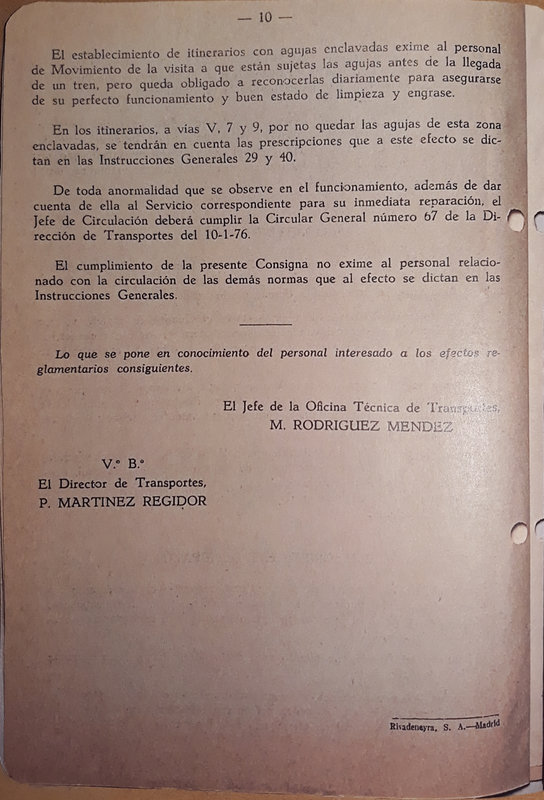 — 10 —
El establecimiento de itinerarios con agujas enclavadas exime al personal
de Movimiento de la visita a que están sujetas las agujas antes de la llegada
de un tren, pero queda obligado a reconocerlas diariamente para asegurarse
de su perfecto funcionamiento y buen estado de limpieza y engrase.
En los itinerarios, a vías V, 7 y 9, por no quedar las agujas de esta zona
enclavadas, se tendrán en cuenta las prescripciones que a este efecto se dic-
tan en las Instrucciones Generales 29 y 40.
De toda anormalidad que se observe en el funcionamiento, además de dar
cuenta de ella al Servicio correspondiente para su inmediata reparación, el
Jefe de Circulación deberá cumplir la Circular General número 67 de la Di-
rección de Transportes del 10-1-76.
El cumplimiento de la presente Consigna no exime al personal relacio-
nado con la circulación de las demás normas que al efecto se dictan en las
Instrucciones Generales.
Lo que se pone en conocimiento del personal interesado a los efectos re-
glamentarios consiguientes.
El Jefe de la Oficina Técnica de Transportes,
M. RODRIGUEZ MENDEZ
V.º B.º
El Director de Transportes,
P. MARTINEZ REGIDOR
Rivadeneyra, S. A.—Madrid